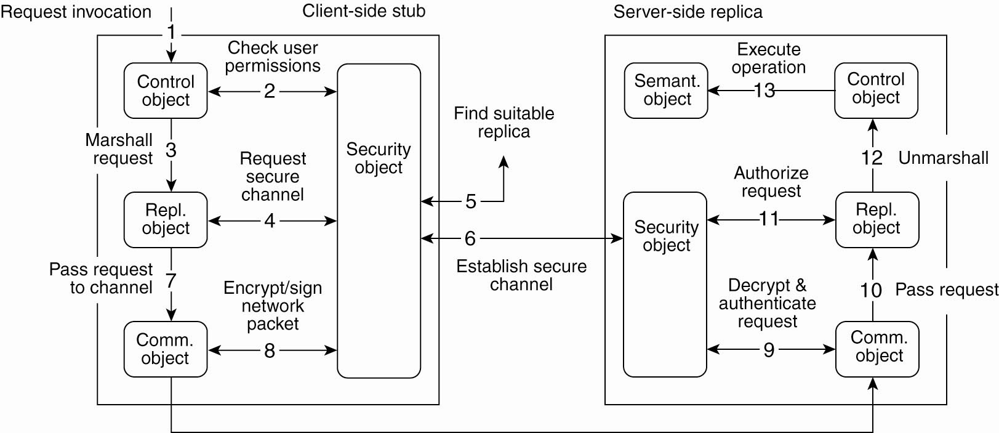 Request invocation
Client-side stub
Server-side replica
1
Check user
permissions
2
Control
object
Marshall
request
3
Request
secure
channel
4
Security
object
Repl.
object
Pass request
to channel
7
Encrypt/sign
network
packet
8
Comm.
object
Find suitable
replica
5
6
Establish secure
channel
Execute
operation
13
Semant.
object
Control
object
12
Unmarshall
Authorize
request
11
Security
object
Repl.
object
Decrypt &
authenticate
request
9
10
Pass request
Comm.
object